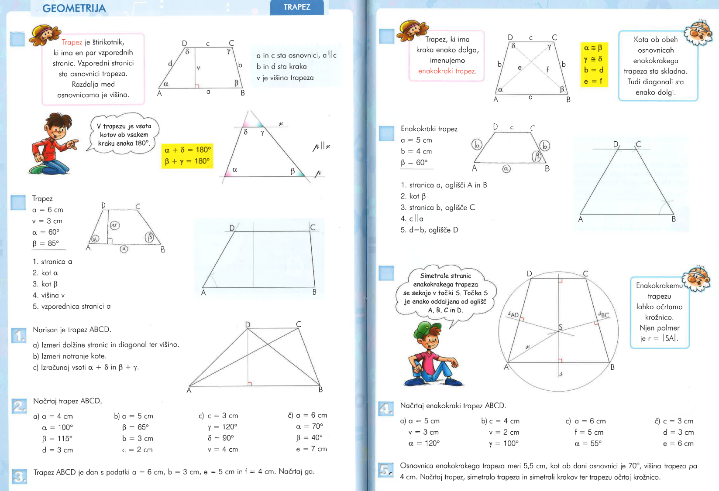 GEOMETRIJA
TRAPEZ
Trapez je štirikotnik,
ki ima en par vzporednih
stranic. Vzporedni stranici
sta osnovnici trapeza.
Razdalja med
osnovnicama je višina.
D c C
δ γ
d v b
α β
A a B
a in c sta osnovnici, a||c
b in d sta kraka
v je višina trapeza
V trapezu je vsota
kotov ob vsakem
kraku enaka 180°.
α + δ = 180°
β + γ = 180°
δ γ
α β
Trapez
a = 6 cm
v = 3 cm
α = 60°
β = 85°
D C
A B
D C
A B
1. stranica a
2. kot α
3. kot β
4. višina v
5. vzporednica stranici a
1.
Narisan je trapez ABCD.
a) Izmeri dolžine stranic in diagonal ter višino.
b) Izmeri notranje kote.
c) Izračunaj vsoti α + δ in β + γ.
D C
A B
2.
Načrtaj trapez ABCD.
a) a = 4 cm b) a = 5 cm c) c = 3 cm č) a = 6 cm
α = 100° β = 65° γ = 120° α = 70°
β = 115° b = 3 cm δ = 90° β = 40°
d = 3 cm c = 2 cm v = 4 cm e = 7 cm
3.
Trapez ABCD je dan s podatki a = 6 cm, b = 3 cm, e = 5 cm in f = 4 cm. Načrtaj ga.
Trapez, ki ima
kraka enako dolga,
imenujemo
enakokraki trapez.
D c C
δ γ
b b
e f
α β
A a B
α ≅ β
γ ≅ δ
b = d
e = f
Kota ob obeh
osnovnicah
enakokrakega
trapeza sta skladna.
Tudi diagonali sta
enako dolgi.
Enakokraki trapez
a = 5 cm
b = 4 cm
β = 60°
D c C
b b
β
A a B
D C
A B
1. stranica a, oglišči A in B
2. kot β
3. stranica b, oglišče C
4. c||a
5. d=b, oglišče D
Simetrale stranic
enakokrakega trapeza
se sekajo v točki S. Točka S
je enako oddaljena od oglišč
A, B, C in D.
D C
S
A B
Enakokrakemu
trapezu
lahko očrtamo
krožnico.
Njen polmer
je r = |SA|.
4.
Načrtaj enakokraki trapez ABCD.
a) a = 5 cm b) c = 4 cm c) a = 6 cm č) c = 3 cm
v = 3 cm v = 2 cm f = 5 cm d = 3 cm
α = 120° γ = 100° α = 55° e = 6 cm
5.
Osnovnica enakokrakega trapeza meri 5,5 cm, kot ob dani osnovnici je 70°, višina trapeza pa
4 cm. Načrtaj trapez, simetralo trapeza in simetrali krakov ter trapezu očrtaj krožnico.